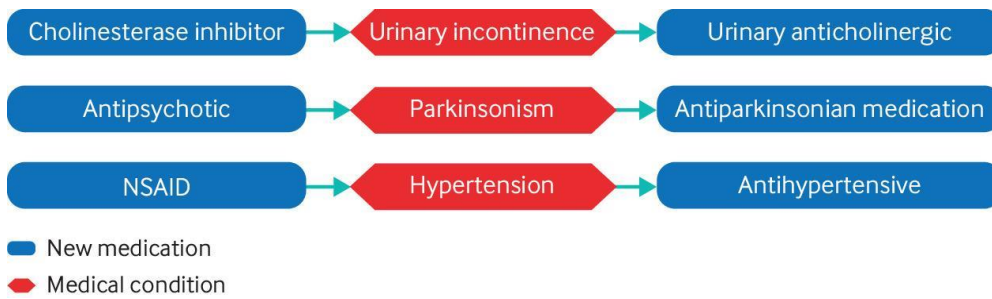 Cholinesterase inhibitor Urinary incontinence Urinary anticholinergic
Antipsychotic Parkinsonism Antiparkinsonian medication
NSAID Hypertension Antihypertensive
New medication
Medical condition